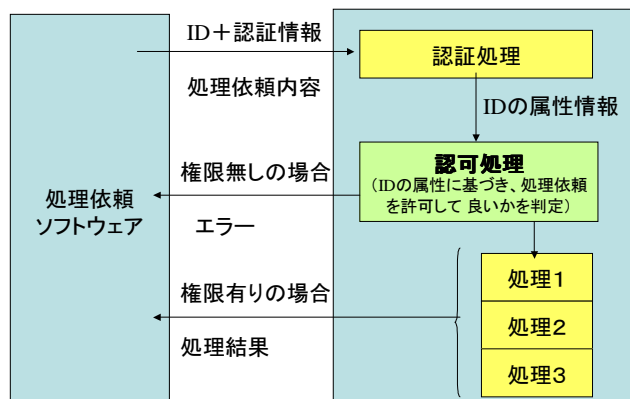 ID＋認証情報
認証処理
処理依頼内容
IDの属性情報
認可処理
（IDの属性に基づき、処理依頼
を許可して 良いかを判定）
権限無しの場合
処理依頼
ソフトウェア
エラー
処理１
権限有りの場合
処理２
処理結果
処理３